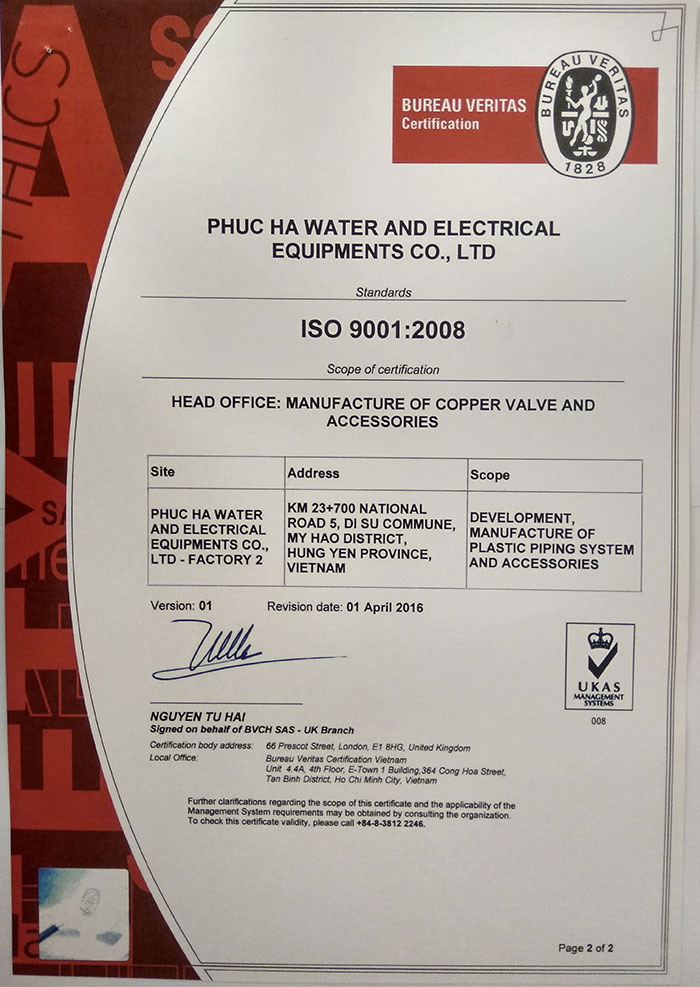 THICS
BUREAU VERITAS
Certification
BUREAU VERITAS
1828
PHUC HA WATER AND ELECTRICAL
EQUIPMENTS CO., LTD
Standards
ISO 9001:2008
Scope of certification
HEAD OFFICE: MANUFACTURE OF COPPER VALVE AND
ACCESSORIES
Site Address Scope
PHUC HA WATER
AND ELECTRICAL
EQUIPMENTS CO.,
LTD - FACTORY 2
KM 23+700 NATIONAL
ROAD 5, DI SU COMMUNE,
MY HAO DISTRICT,
HUNG YEN PROVINCE,
VIETNAM
DEVELOPMENT,
MANUFACTURE OF
PLASTIC PIPING SYSTEM
AND ACCESSORIES
Version: 01 Revision date: 01 April 2016
UKAS
MANAGEMENT
SYSTEMS
008
NGUYEN TU HAI
Signed on behalf of BVCH SAS - UK Branch
Certification body address: 66 Prescot Street, London, E1 8HG, United Kingdom
Local Office: Bureau Veritas Certification Vietnam
Unit 4.4A, 4th Floor, E-Town 1 Building,364 Cong Hoa Street,
Tan Binh District, Ho Chi Minh City, Vietnam
Further clarifications regarding the scope of this certificate and the applicability of the
Management System requirements may be obtained by consulting the organization.
To check this certificate validity, please call +84-8-3812 2246.
Page 2 of 2